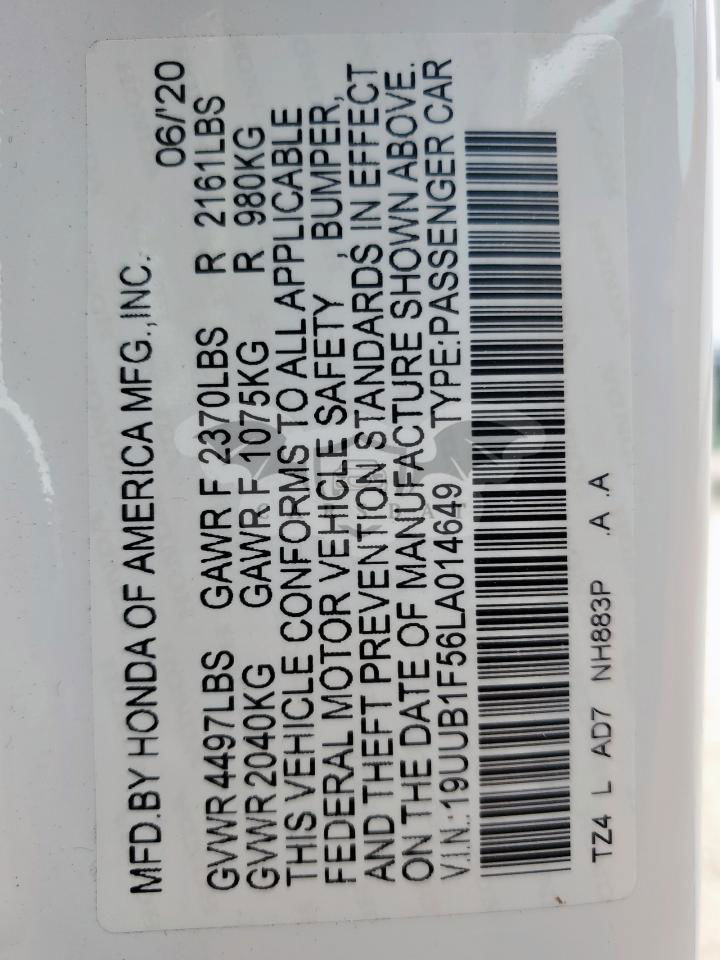 MFD.BY HONDA OF AMERICA MFG.,INC. 06/'20
GVWR 4497LBS GAWR F 2370LBS R 2161LBS
GVWR 2040KG GAWR F 1075KG R 980KG
THIS VEHICLE CONFORMS TO ALL APPLICABLE
FEDERAL MOTOR VEHICLE SAFETY , BUMPER,
AND THEFT PREVENTION STANDARDS IN EFFECT
ON THE DATE OF MANUFACTURE SHOWN ABOVE.
V.I.N.:19UUB1F56LA014649 TYPE:PASSENGER CAR
TZ4 L AD7 NH883P .A .A